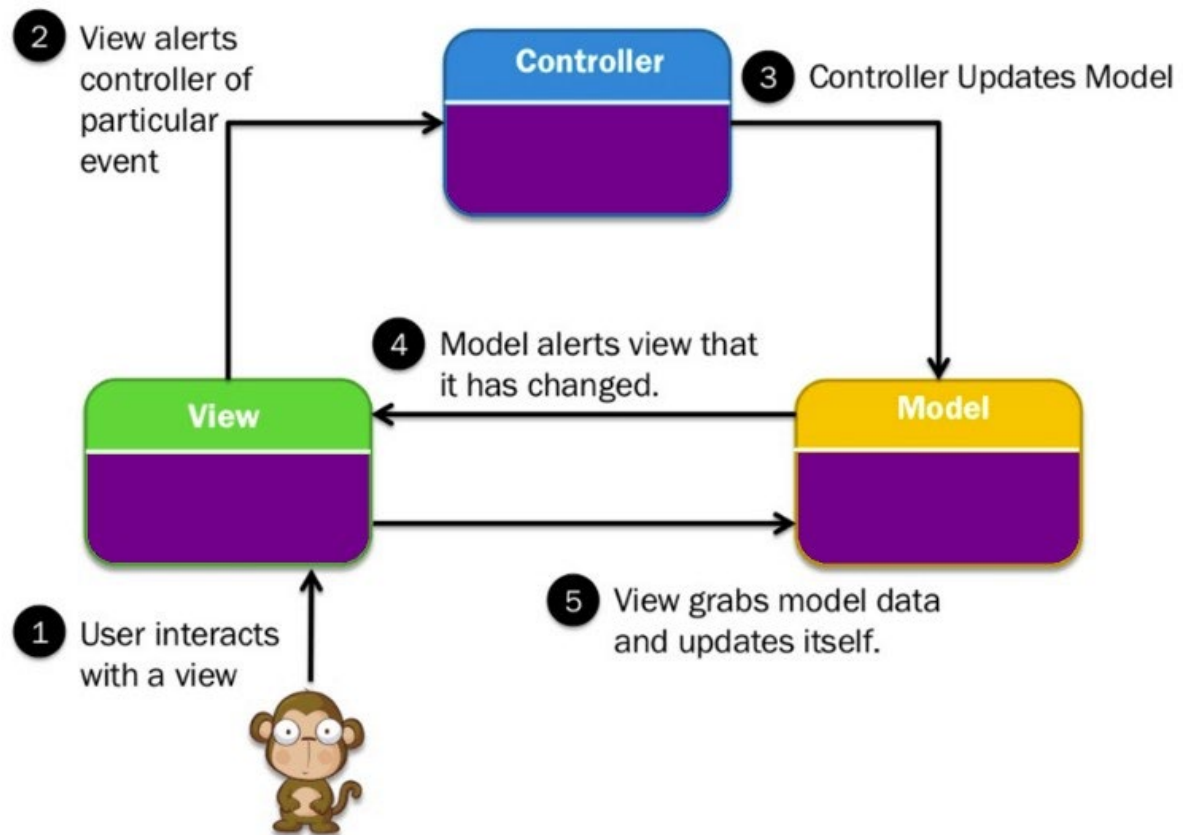 2 View alerts
controller of
particular
event
Controller
3 Controller Updates Model
4 Model alerts view that
it has changed.
View
Model
1 User interacts
with a view
5 View grabs model data
and updates itself.